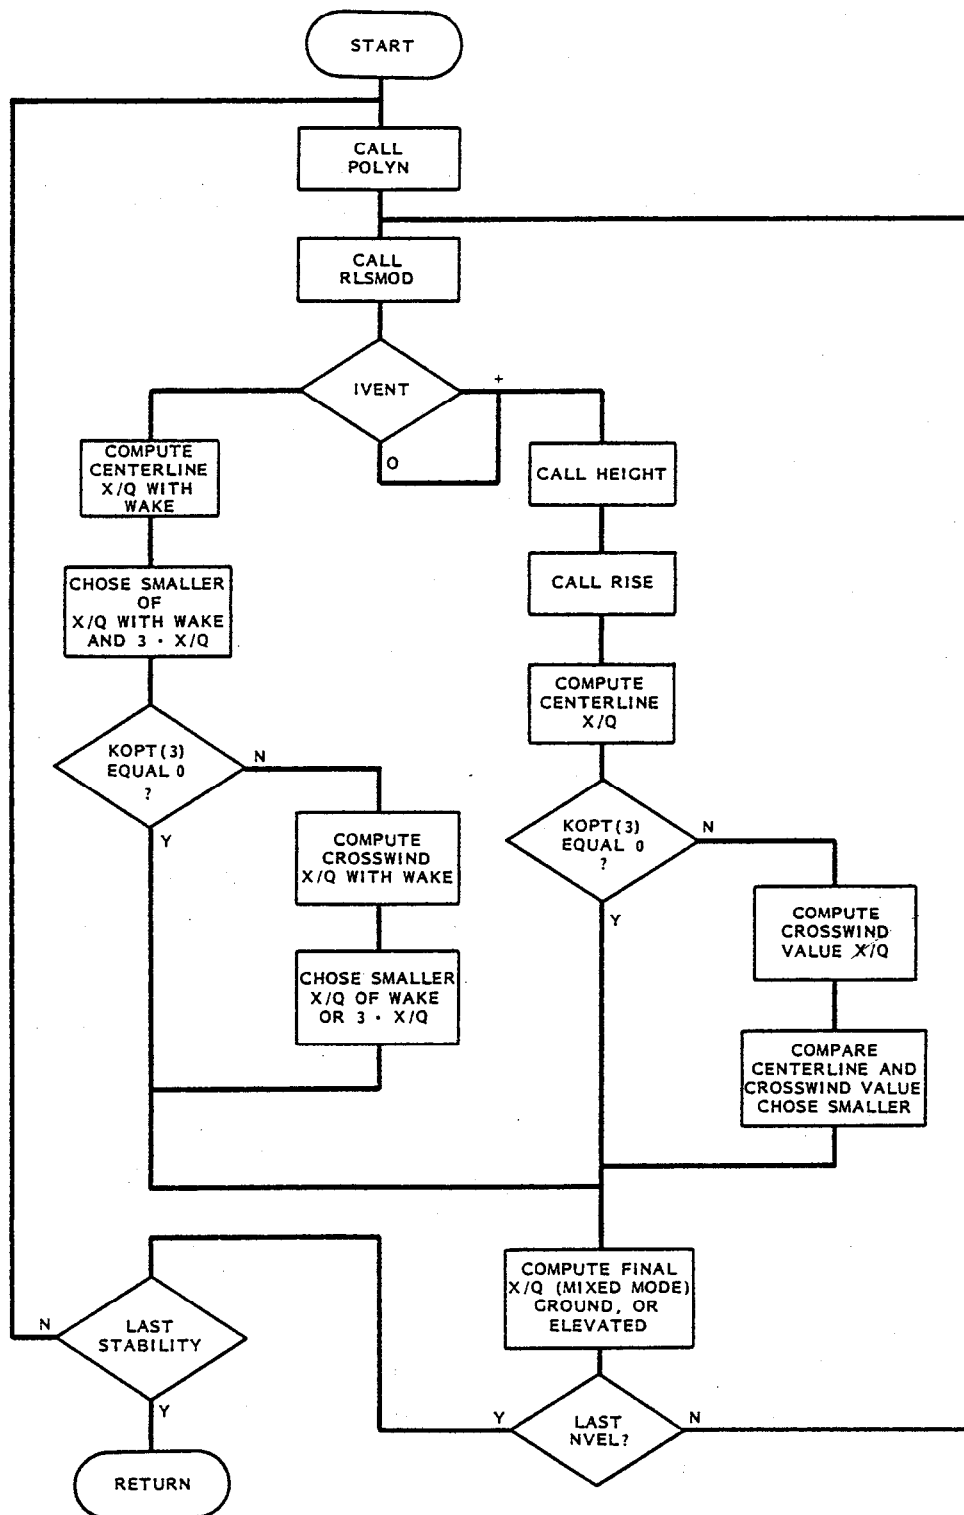 START
CALL
POLYN
CALL
RLSMOD
IVENT
+
O
COMPUTE
CENTERLINE
X/Q WITH
WAKE
CALL HEIGHT
CHOSE SMALLER
OF
X/Q WITH WAKE
AND 3 · X/Q
CALL RISE
COMPUTE
CENTERLINE
X/Q
KOPT(3)
EQUAL 0
?
N
Y
COMPUTE
CROSSWIND
X/Q WITH WAKE
CHOSE SMALLER
X/Q OF WAKE
OR 3 · X/Q
KOPT(3)
EQUAL 0
?
N
Y
COMPUTE
CROSSWIND
VALUE X/Q
COMPARE
CENTERLINE AND
CROSSWIND VALUE
CHOSE SMALLER
COMPUTE FINAL
X/Q (MIXED MODE)
GROUND, OR
ELEVATED
LAST
NVEL?
Y
N
LAST
STABILITY
N
Y
RETURN